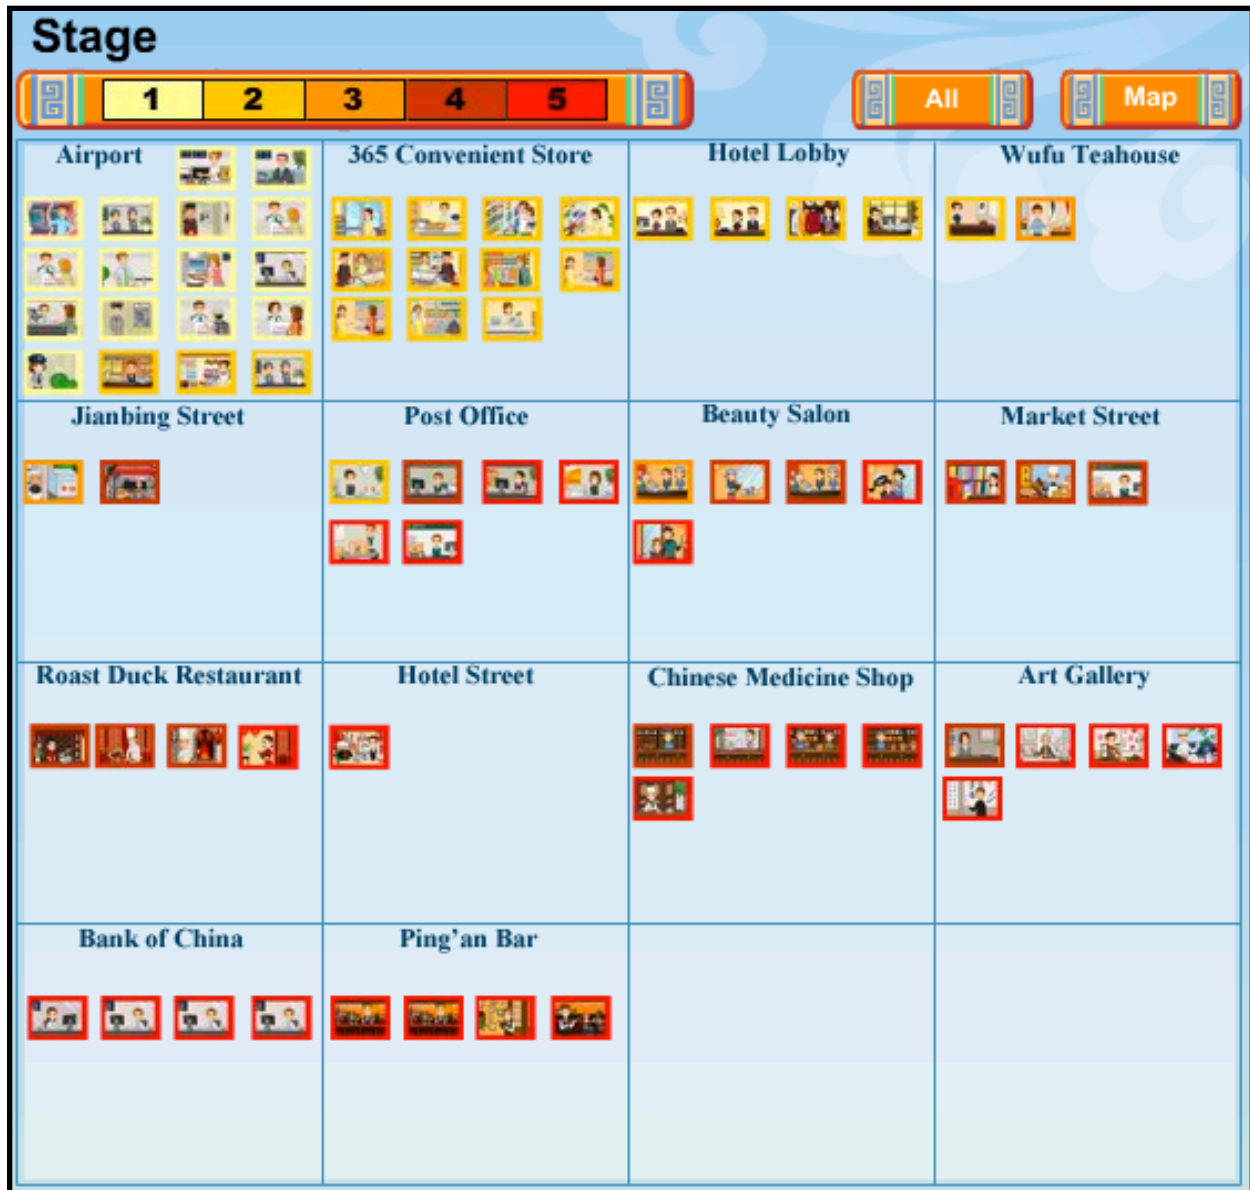 Stage
1 2 3 4 5
All
Map
Airport
365 Convenient Store
Hotel Lobby
Wufu Teahouse
Jianbing Street
Post Office
Beauty Salon
Market Street
Roast Duck Restaurant
Hotel Street
Chinese Medicine Shop
Art Gallery
Bank of China
Ping'an Bar